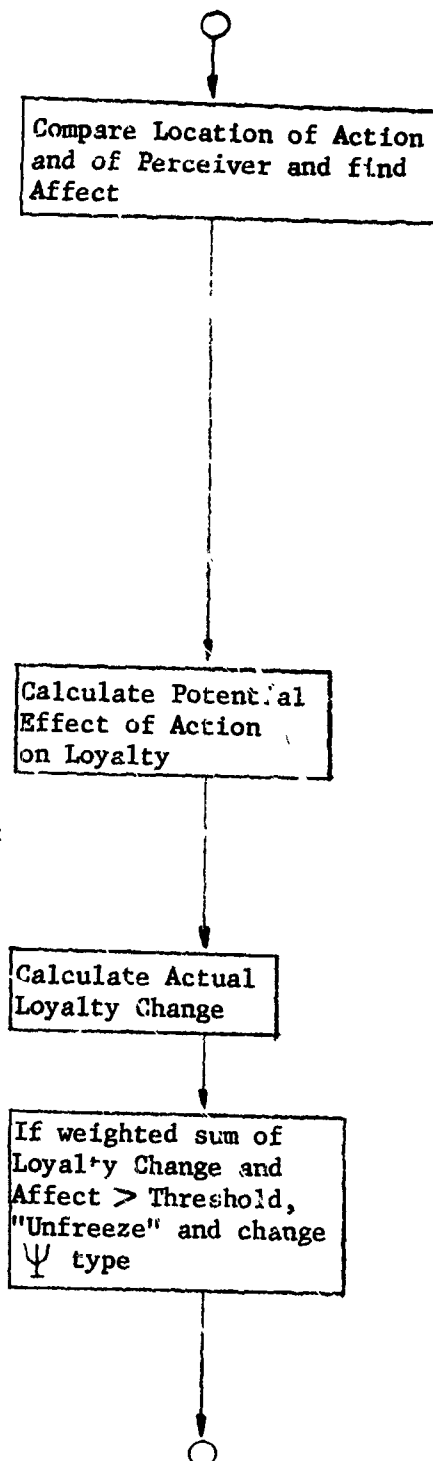 Compare Location of Action
and of Perceiver and find
Affect
Calculate Potential
Effect of Action
on Loyalty
Calculate Actual
Loyalty Change
If weighted sum of
Loyalty Change and
Affect > Threshold,
"Unfreeze" and change
Ψ type